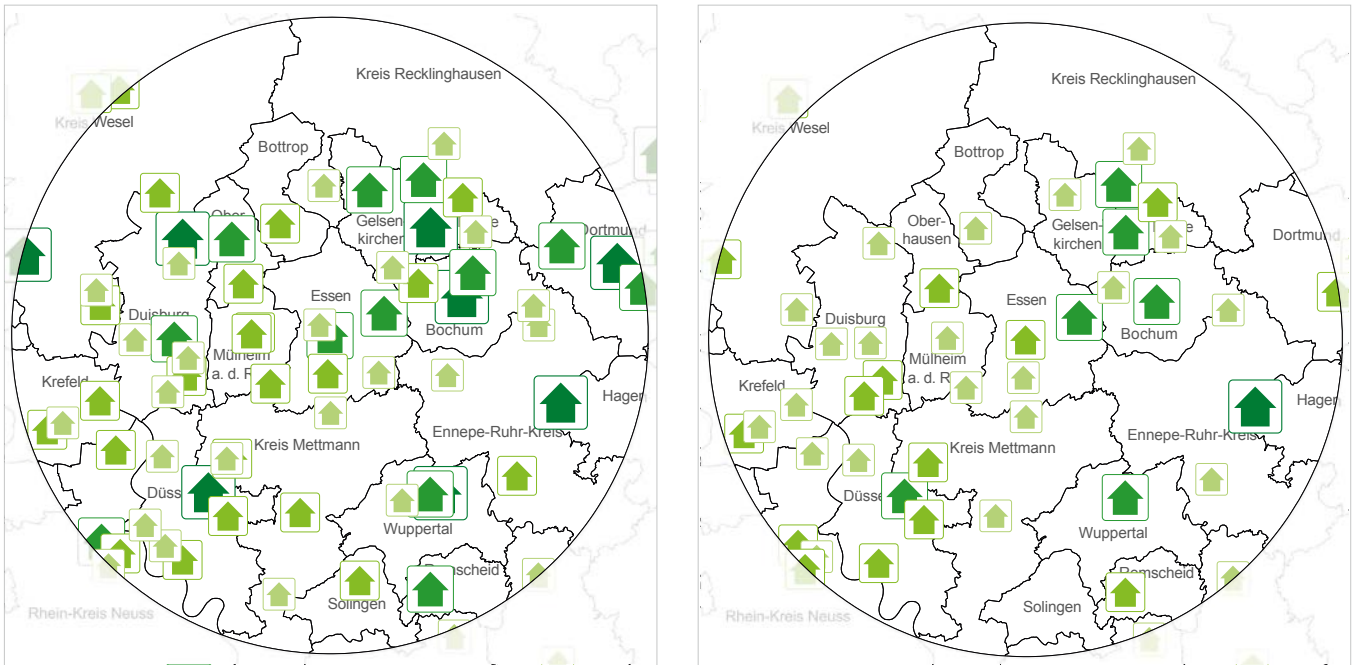 Kreis Recklinghausen
Kreis Wesel
Bottrop
Ober-
Gelsen-
kirchen
Dortmund
Essen
Duisburg
Bochum
Mülheim
a. d. R
Krefeld
Hagen
Ennepe-Ruhr-Kreis
Kreis Mettmann
Düss
Wuppertal
Remscheid
Solingen
Rhein-Kreis Neuss
Kreis Recklinghausen
Kreis Wesel
Bottrop
Ober-
hausen
Gelsen-
kirchen
Dortmund
Essen
Duisburg
Bochum
Mülheim
a. d. R
Krefeld
Hagen
Ennepe-Ruhr-Kreis
Kreis Mettmann
Düsse
Wuppertal
Remscheid
Solingen
Rhein-Kreis Neuss